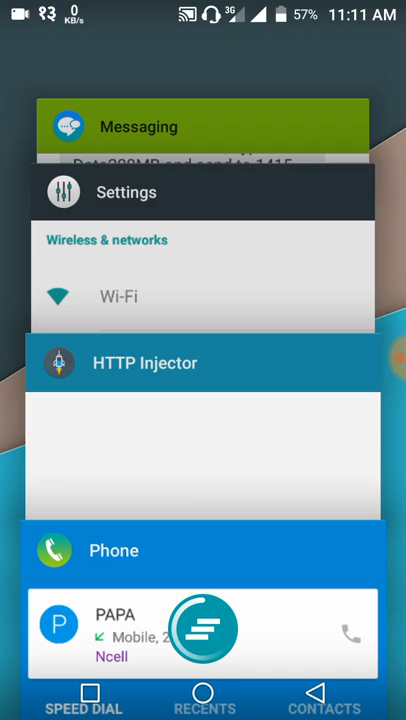 १३ 0 KB/s 3G 57% 11:11 AM
Messaging
Data200MB and send to 1415
Settings
Wireless & networks
Wi-Fi
HTTP Injector
Phone
P PAPA
Mobile, 2
Ncell
SPEED DIAL RECENTS CONTACTS